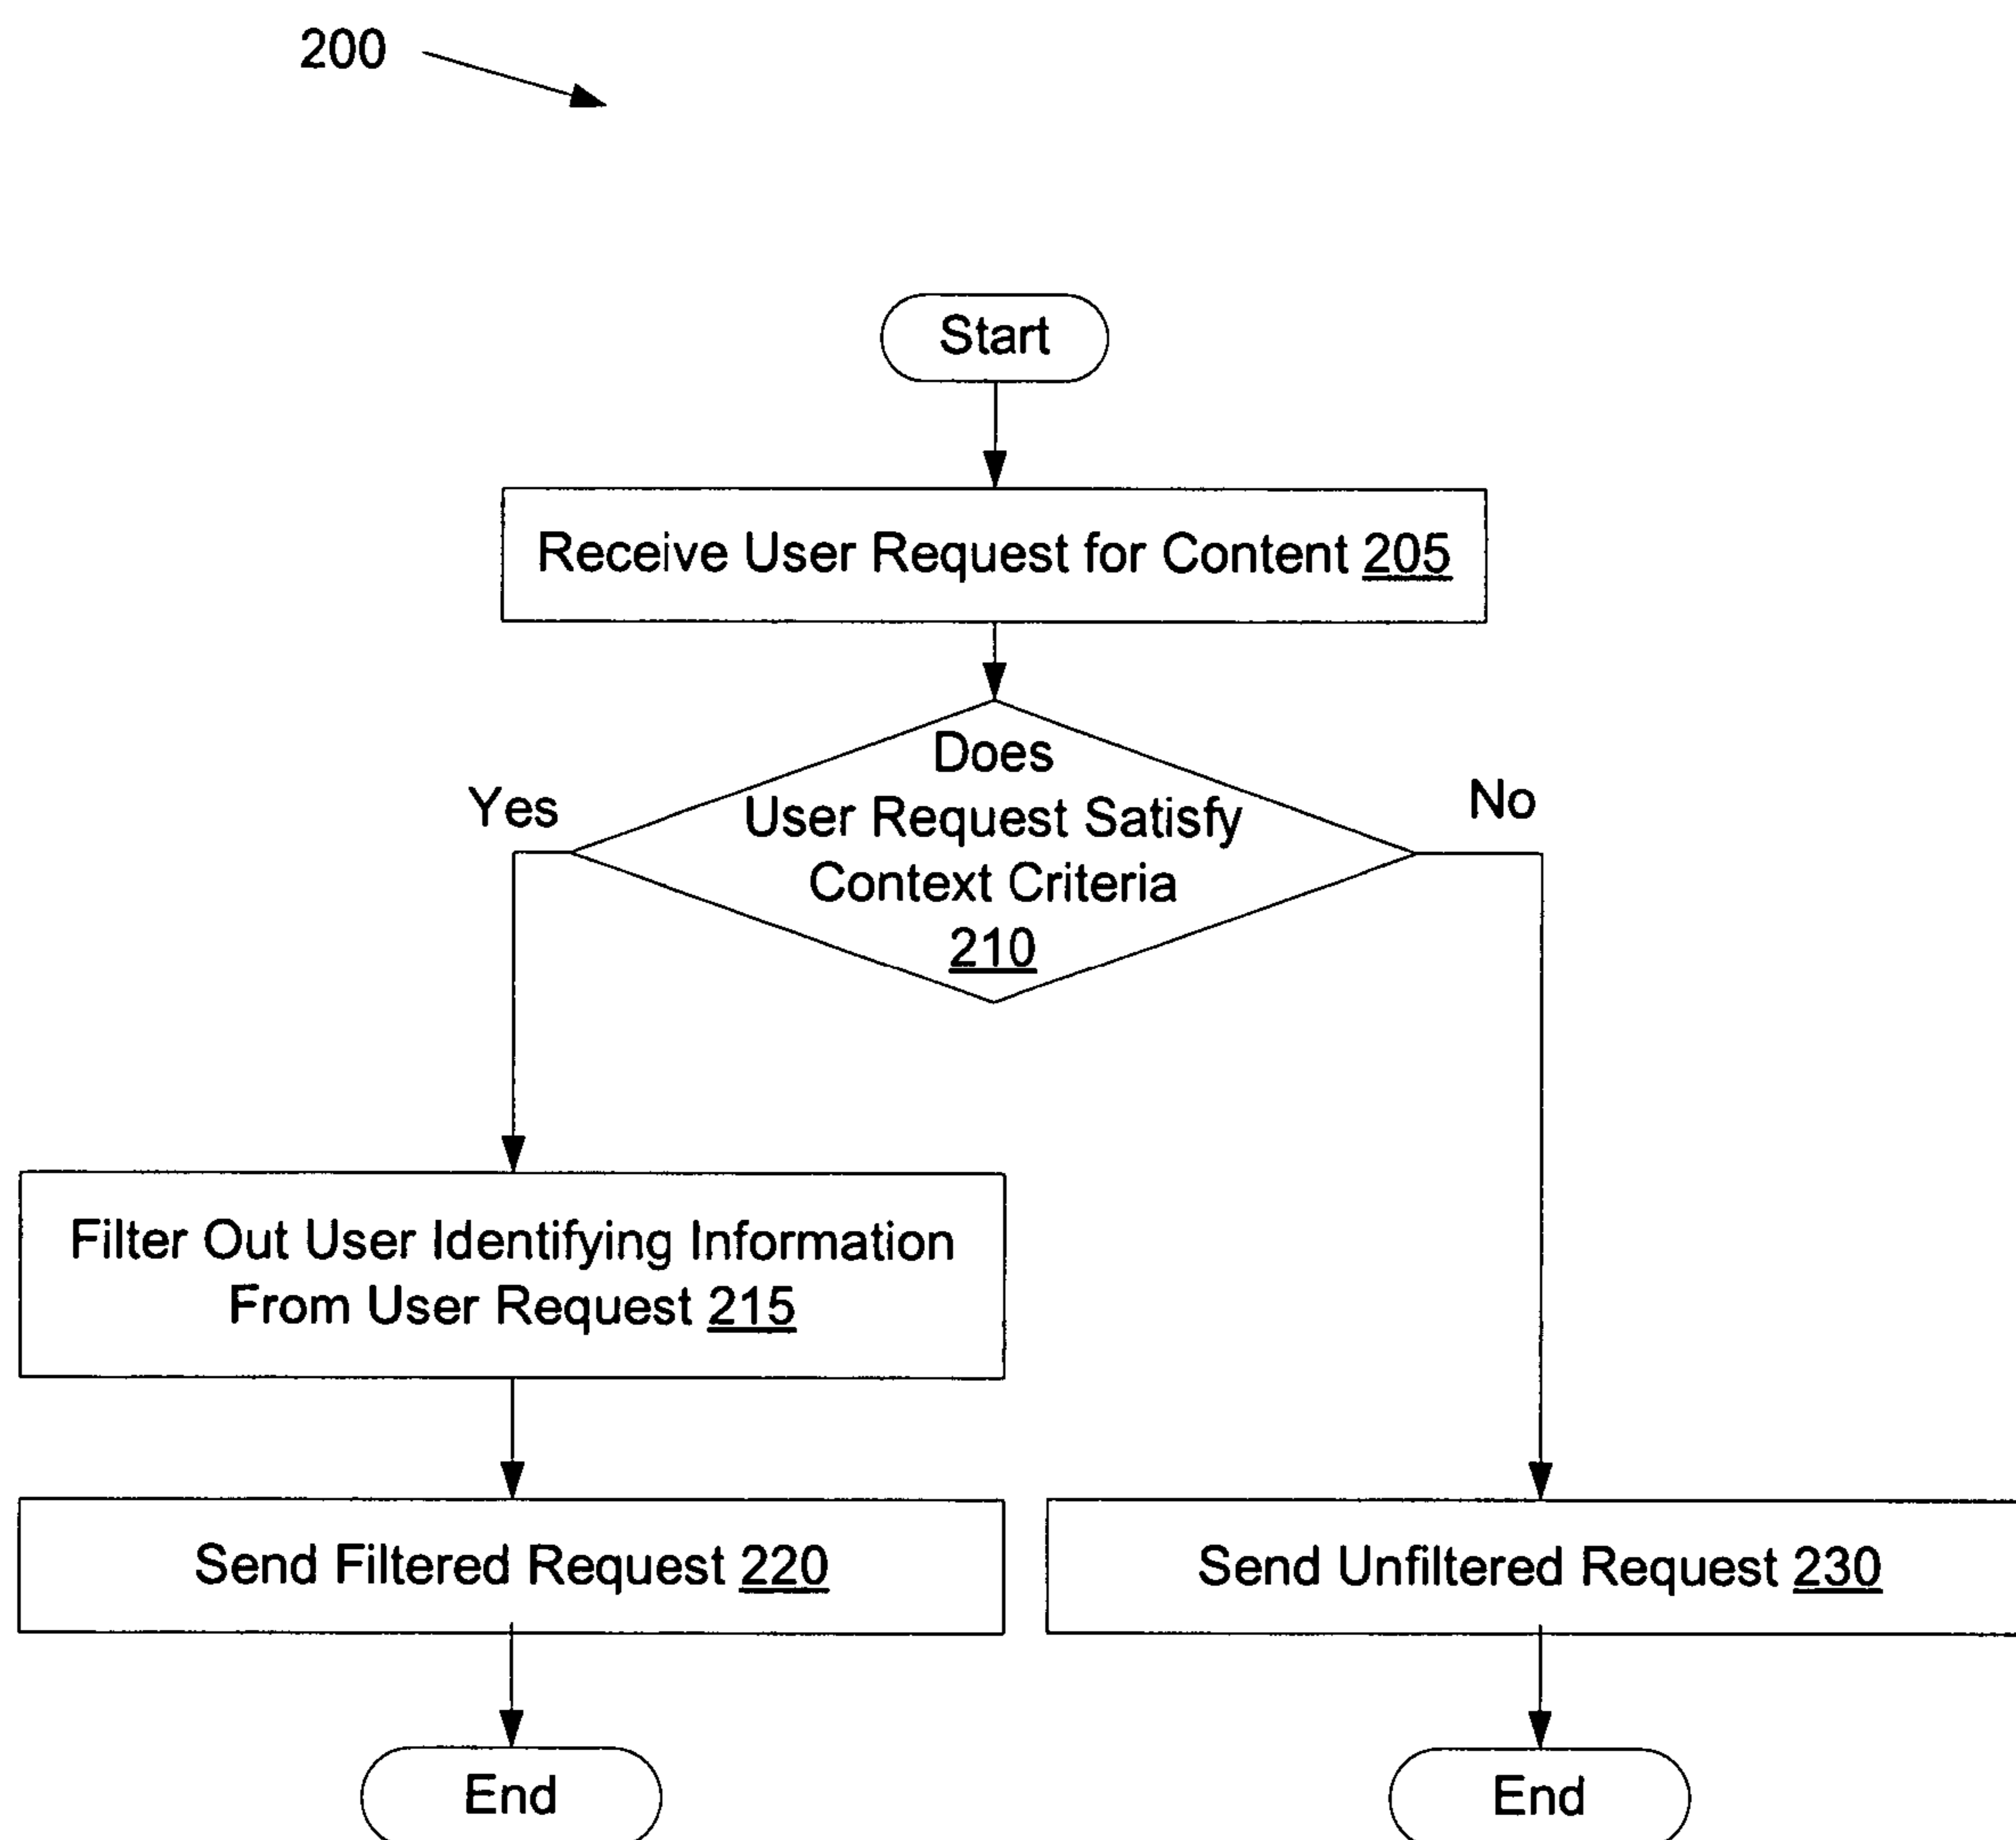 200
Start
Receive User Request for Content 205
Does
User Request Satisfy
Context Criteria
210
Yes
No
Filter Out User Identifying Information
From User Request 215
Send Filtered Request 220
Send Unfiltered Request 230
End
End